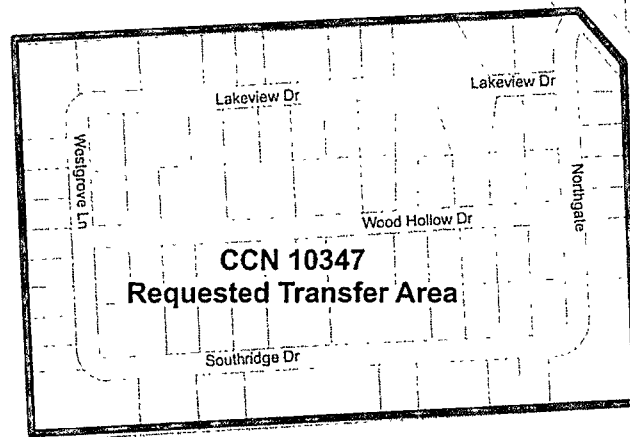 Lakeview Dr
Lakeview Dr
Westgrove Ln
Northgate
Wood Hollow Dr
CCN 10347
Requested Transfer Area
Southridge Dr